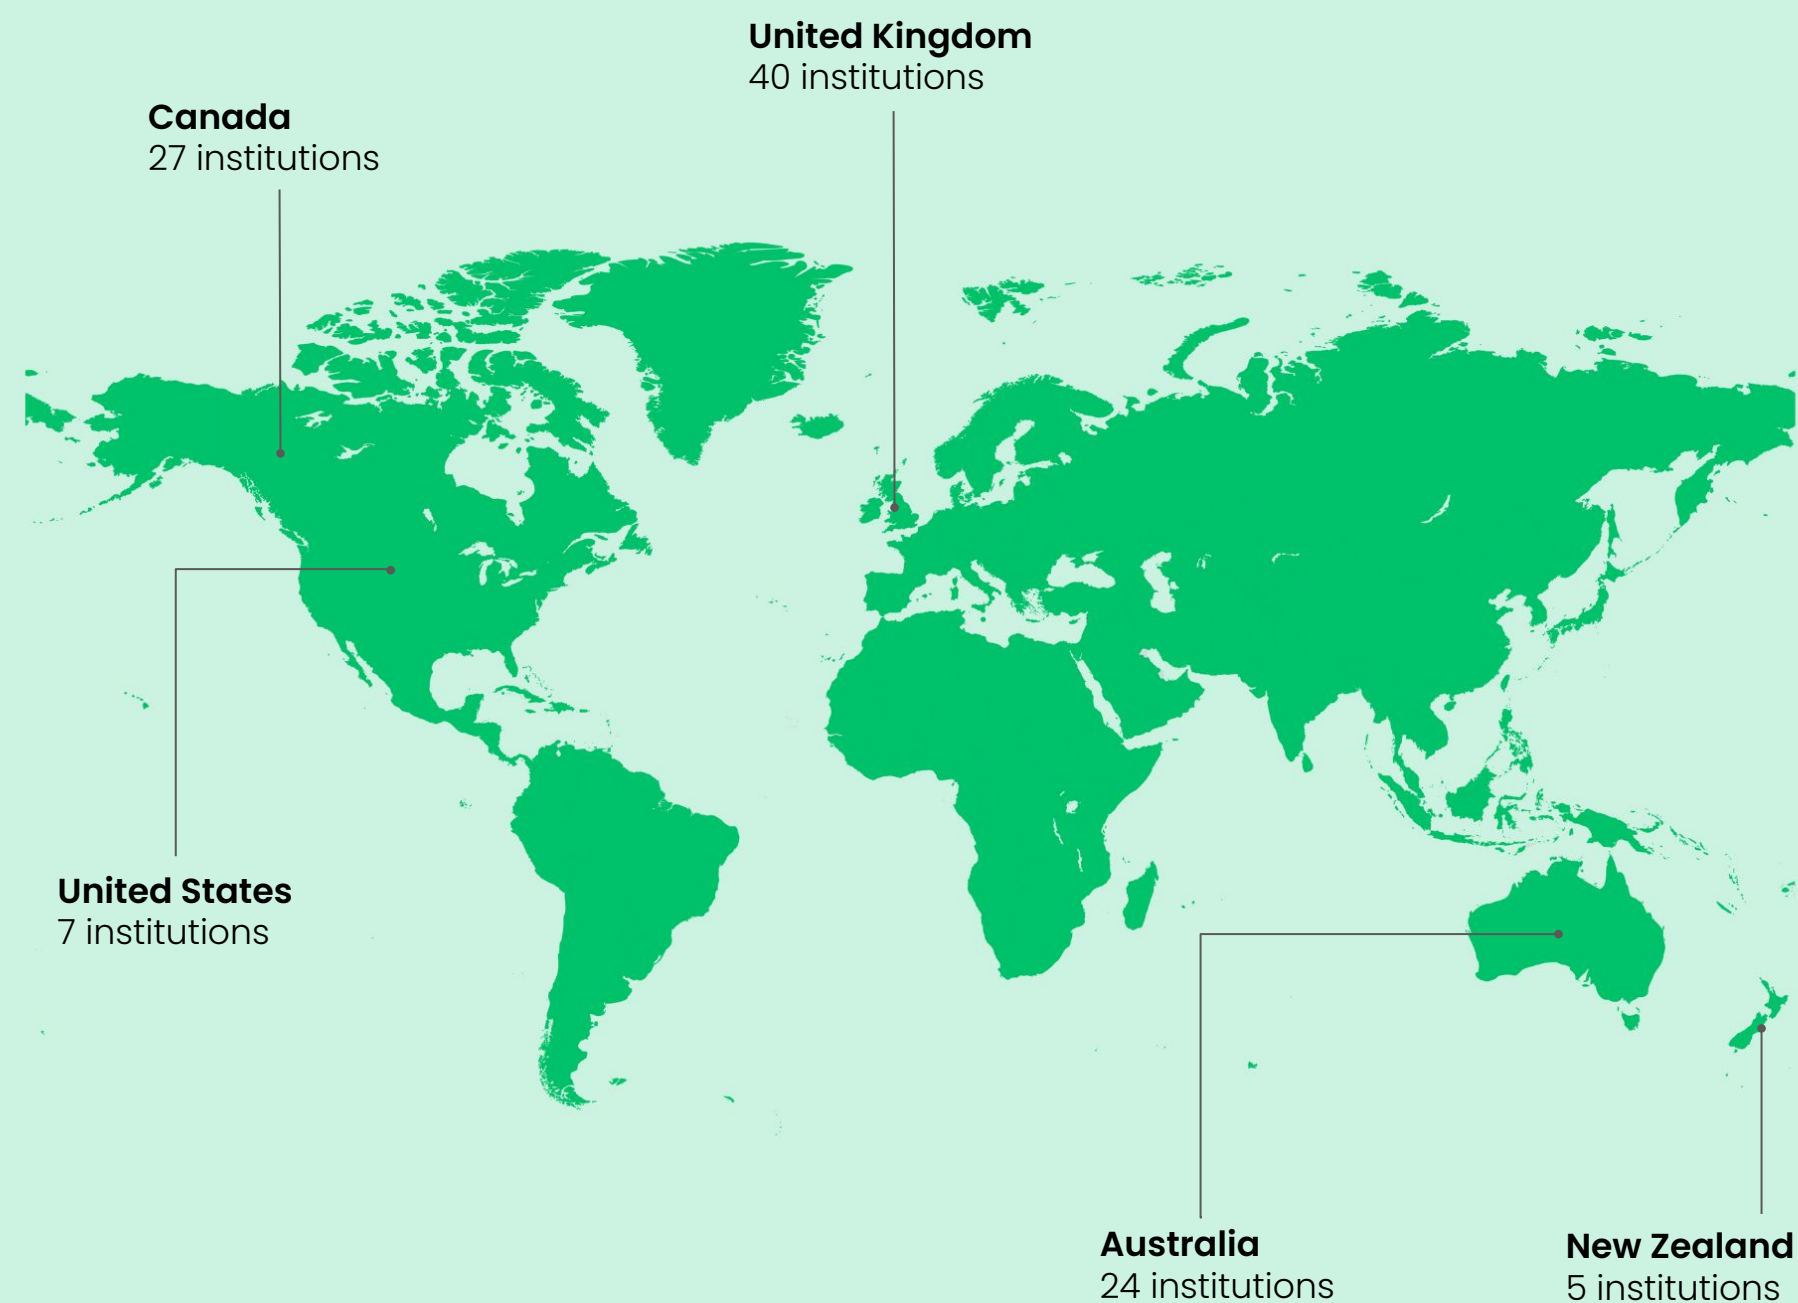 United Kingdom
40 institutions
Canada
27 institutions
United States
7 institutions
Australia
24 institutions
New Zealand
5 institutions